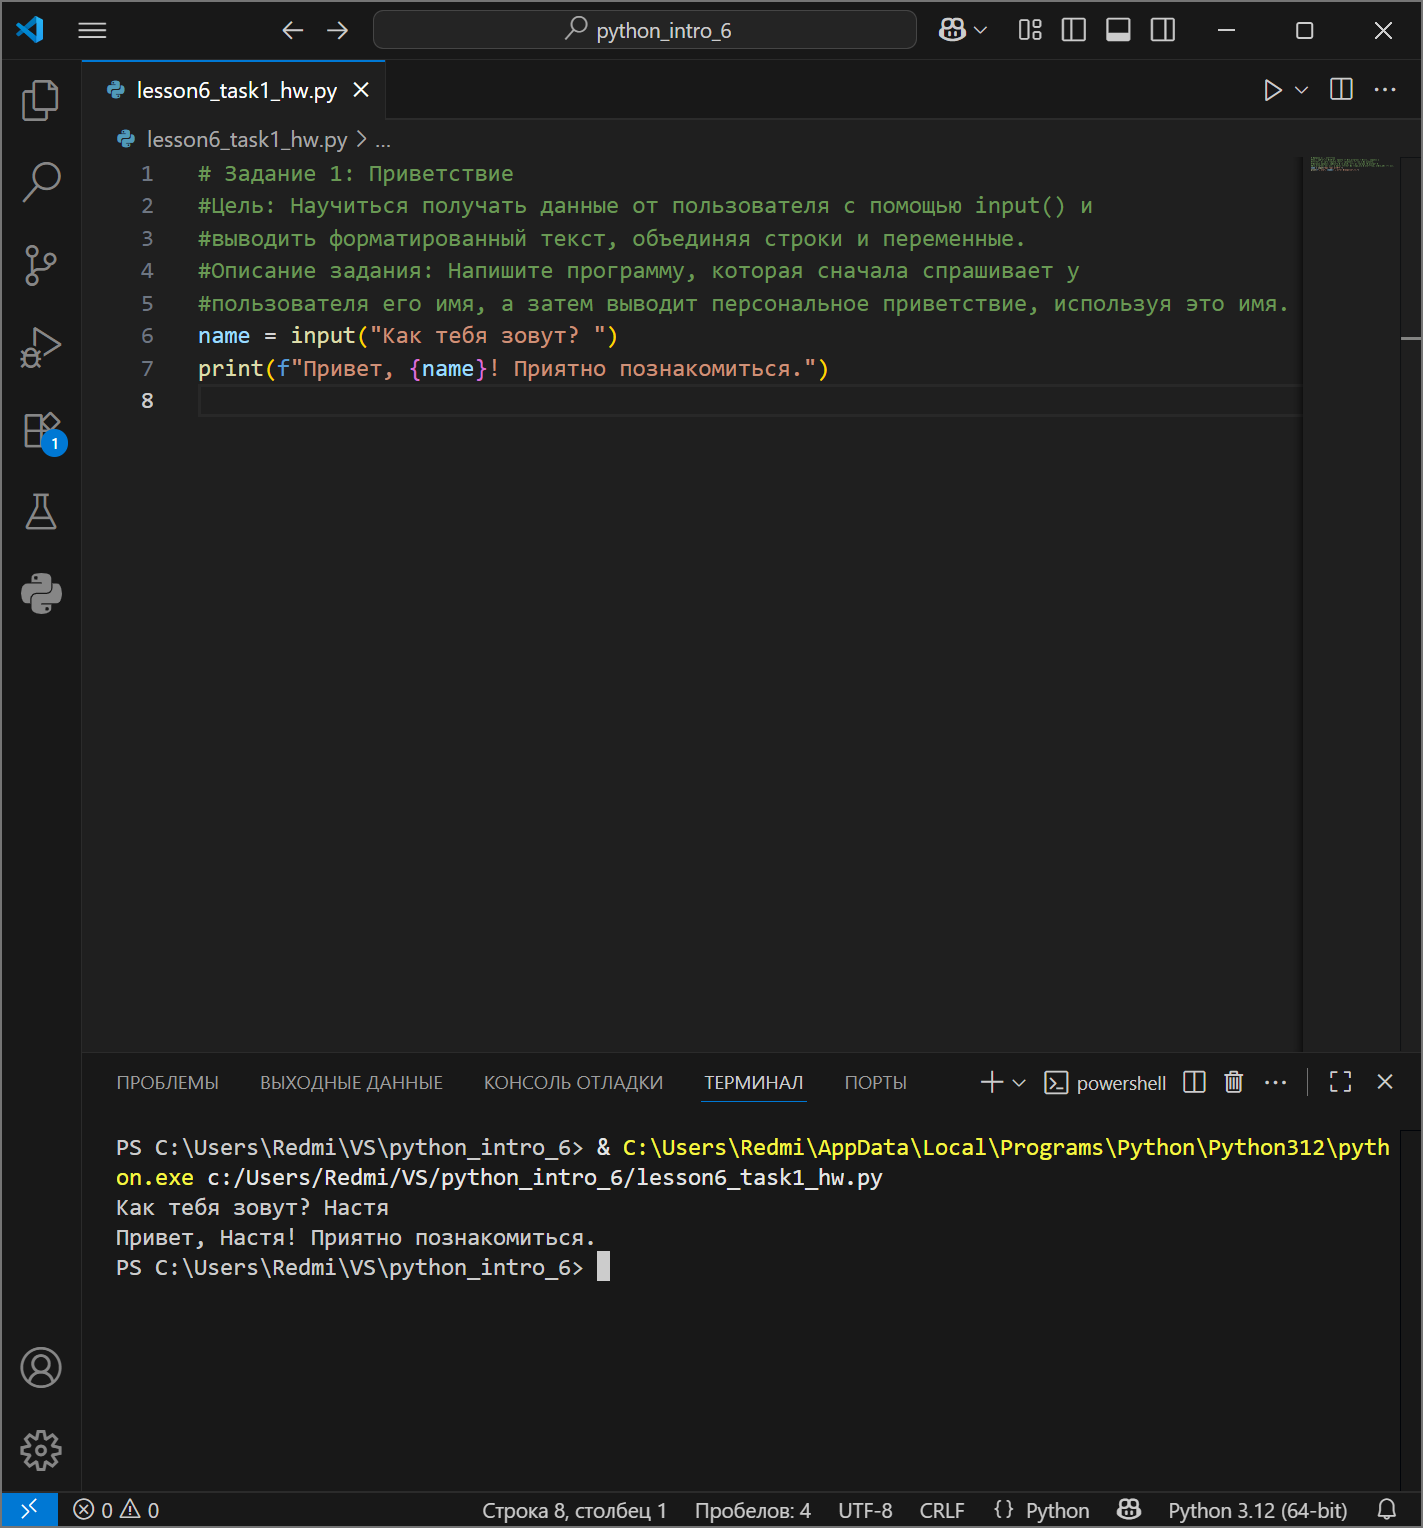 python_intro_6
lesson6_task1_hw.py
lesson6_task1_hw.py > ...
1 # Задание 1: Приветствие
2 #Цель: Научиться получать данные от пользователя с помощью input() и
3 #выводить форматированный текст, объединяя строки и переменные.
4 #Описание задания: Напишите программу, которая сначала спрашивает у
5 #пользователя его имя, а затем выводит персональное приветствие, используя это имя.
6 name = input("Как тебя зовут? ")
7 print(f"Привет, {name}! Приятно познакомиться.")
8
1
ПРОБЛЕМЫ ВЫХОДНЫЕ ДАННЫЕ КОНСОЛЬ ОТЛАДКИ ТЕРМИНАЛ ПОРТЫ powershell
PS C:\Users\Redmi\VS\python_intro_6> & C:\Users\Redmi\AppData\Local\Programs\Python\Python312\pyth
on.exe c:/Users/Redmi/VS/python_intro_6/lesson6_task1_hw.py
Как тебя зовут? Настя
Привет, Настя! Приятно познакомиться.
PS C:\Users\Redmi\VS\python_intro_6>
0 0 Строка 8, столбец 1 Пробелов: 4 UTF-8 CRLF {} Python Python 3.12 (64-bit)